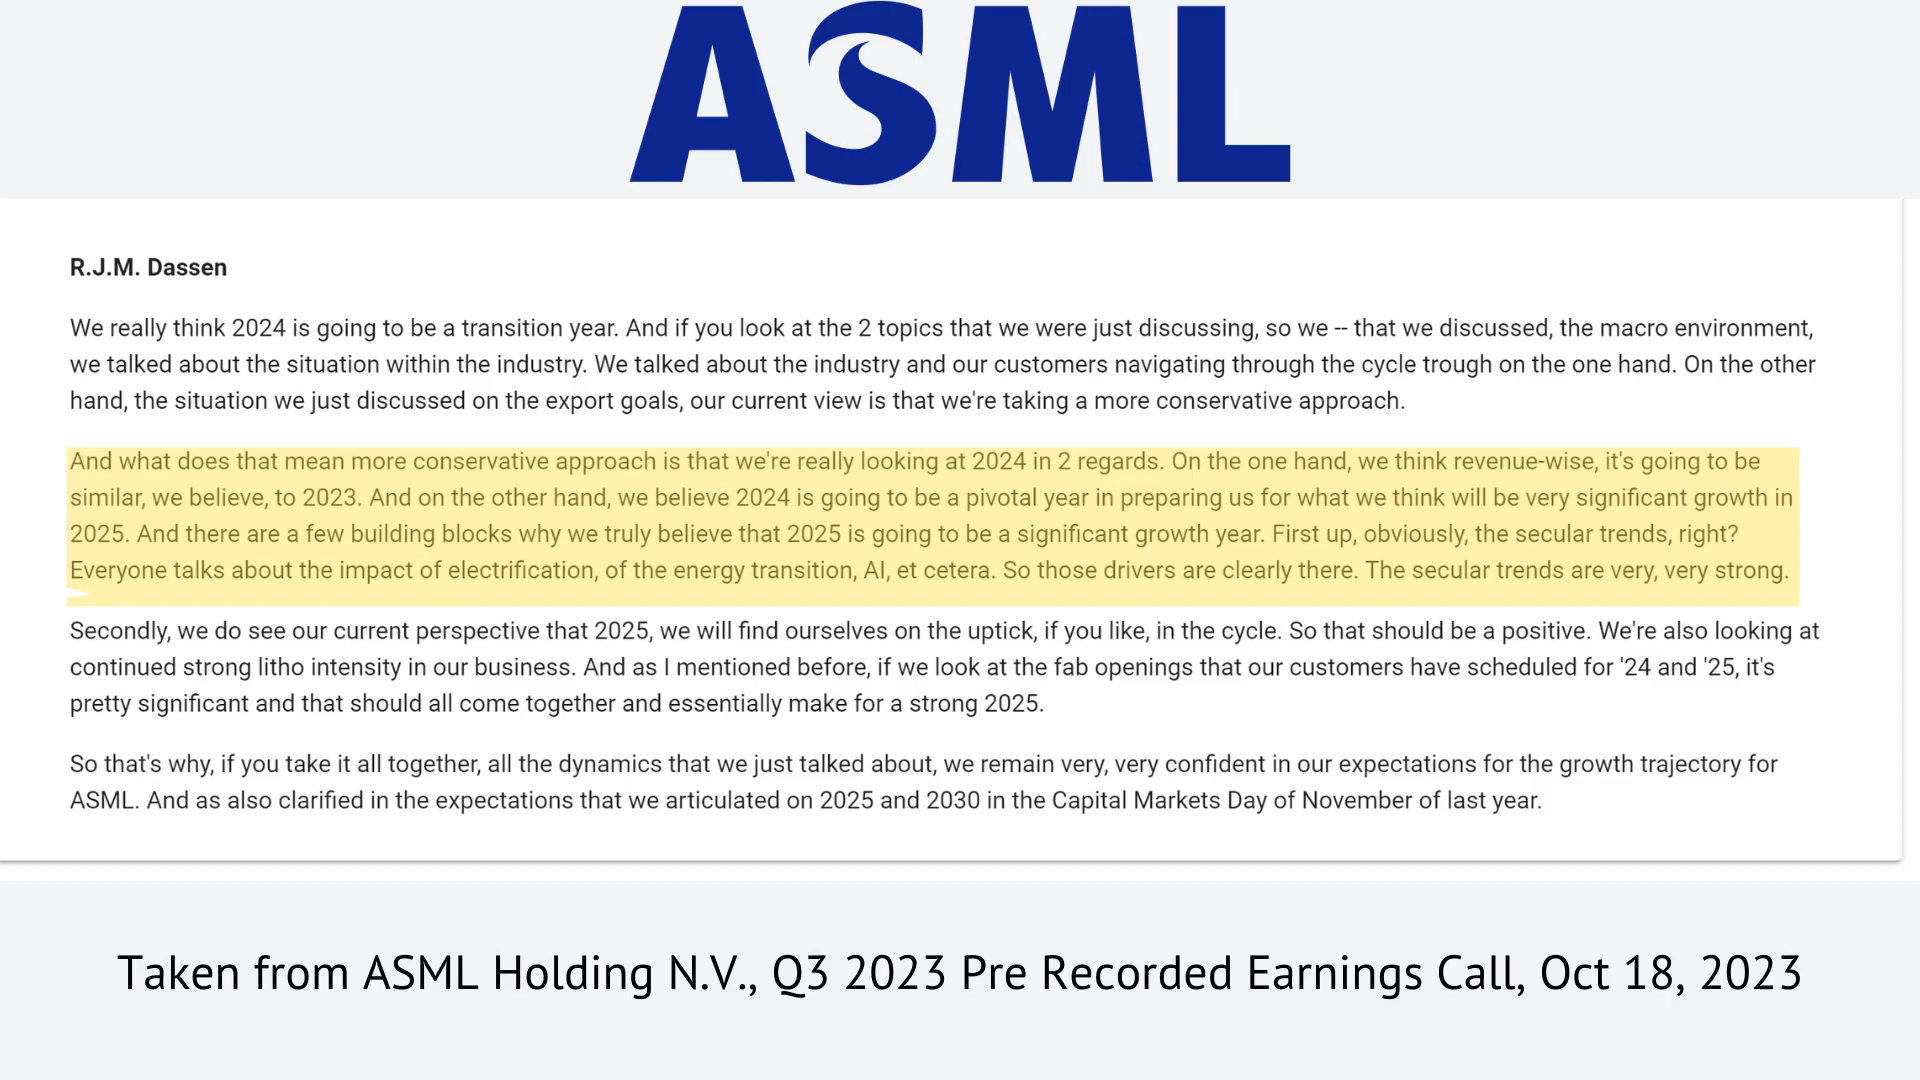 ASML
R.J.M. Dassen
We really think 2024 is going to be a transition year. And if you look at the 2 topics that we were just discussing, so we -- that we discussed, the macro environment,
we talked about the situation within the industry. We talked about the industry and our customers navigating through the cycle trough on the one hand. On the other
hand, the situation we just discussed on the export goals, our current view is that we're taking a more conservative approach.
And what does that mean more conservative approach is that we're really looking at 2024 in 2 regards. On the one hand, we think revenue-wise, it's going to be
similar, we believe, to 2023. And on the other hand, we believe 2024 is going to be a pivotal year in preparing us for what we think will be very significant growth in
2025. And there are a few building blocks why we truly believe that 2025 is going to be a significant growth year. First up, obviously, the secular trends, right?
Everyone talks about the impact of electrification, of the energy transition, AI, et cetera. So those drivers are clearly there. The secular trends are very, very strong.
Secondly, we do see our current perspective that 2025, we will find ourselves on the uptick, if you like, in the cycle. So that should be a positive. We're also looking at
continued strong litho intensity in our business. And as I mentioned before, if we look at the fab openings that our customers have scheduled for '24 and '25, it's
pretty significant and that should all come together and essentially make for a strong 2025.
So that's why, if you take it all together, all the dynamics that we just talked about, we remain very, very confident in our expectations for the growth trajectory for
ASML. And as also clarified in the expectations that we articulated on 2025 and 2030 in the Capital Markets Day of November of last year.
Taken from ASML Holding N.V., Q3 2023 Pre Recorded Earnings Call, Oct 18, 2023